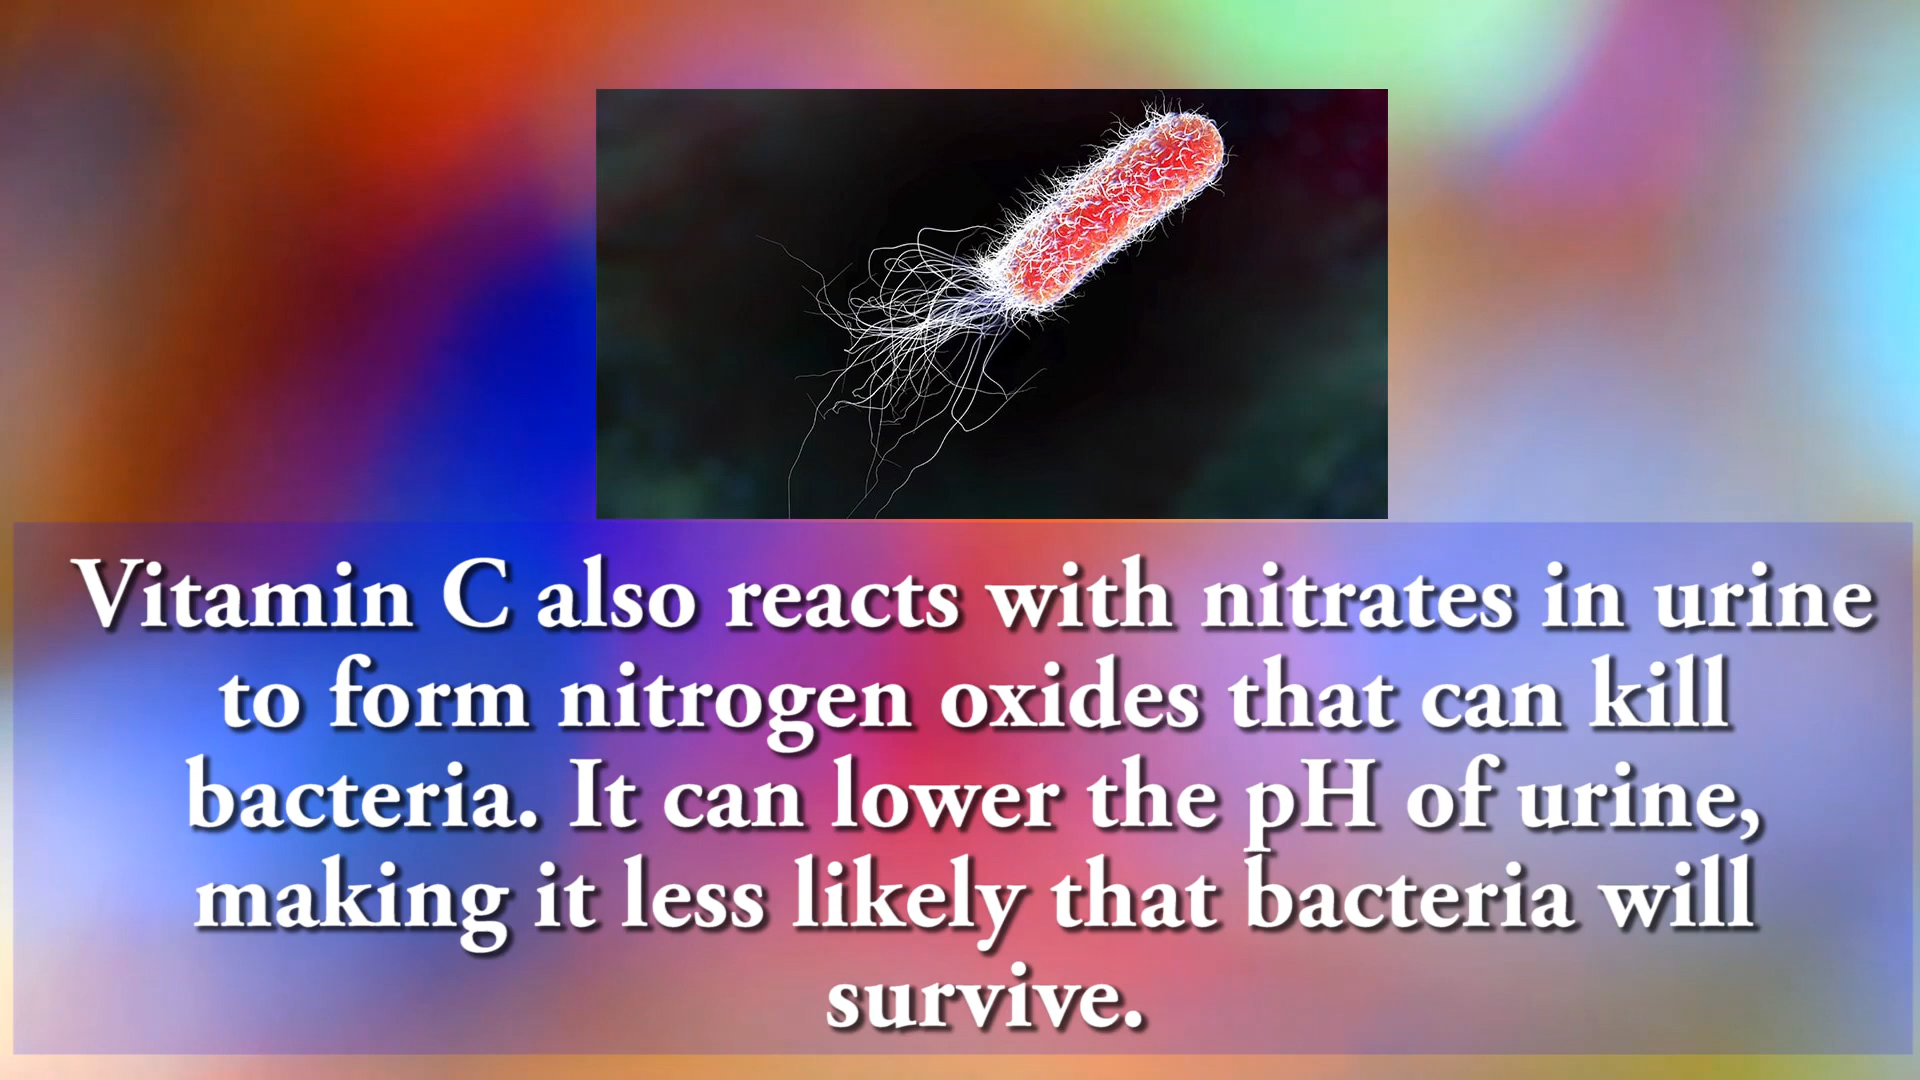 Vitamin C also reacts with nitrates in urine
to form nitrogen oxides that can kill
bacteria. It can lower the pH of urine,
making it less likely that bacteria will
survive.